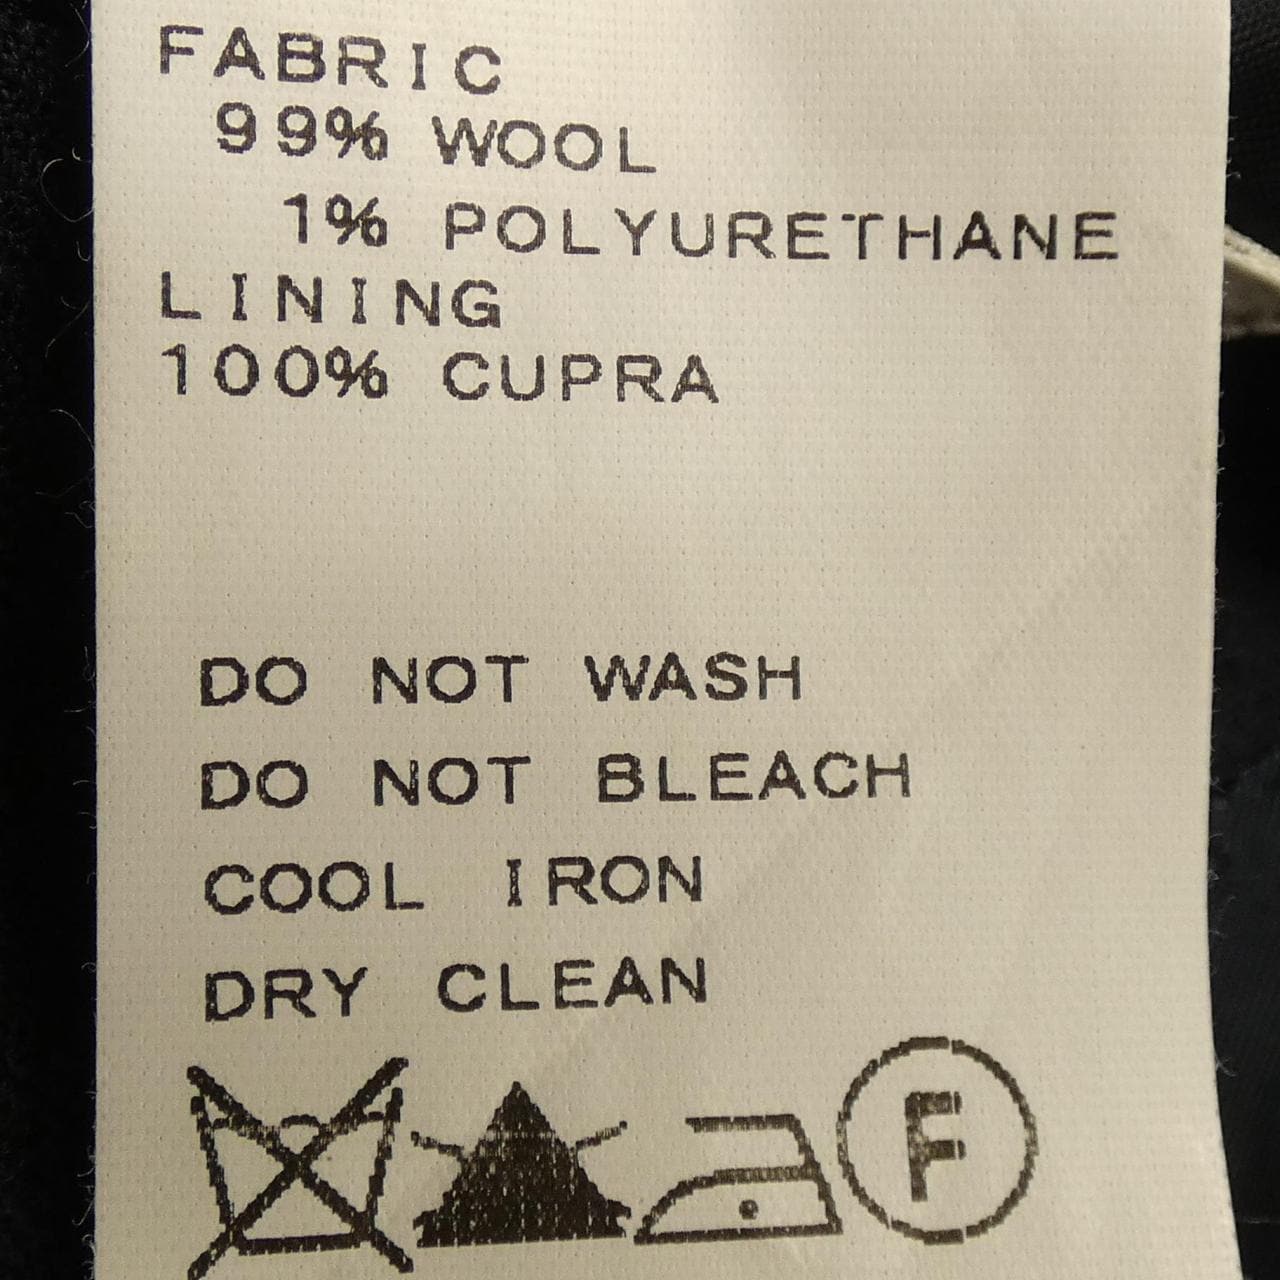 FABRIC
99% WOOL
1% POLYURETHANE
LINING
100% CUPRA
DO NOT WASH
DO NOT BLEACH
COOL IRON
DRY CLEAN
F